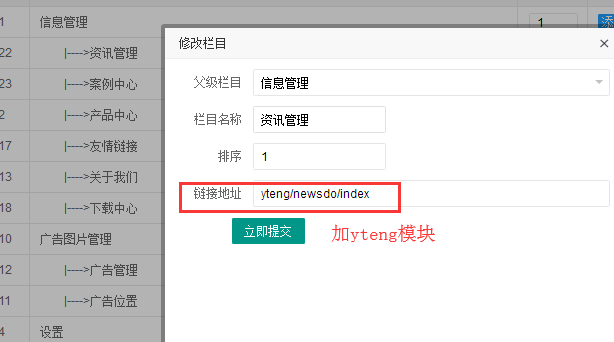 1 信息管理 1 添
修改栏目
22 |---->资讯管理
父级栏目 信息管理
23 |---->案例中心
2 |---->产品中心
栏目名称 资讯管理
17 |---->友情链接
排序 1
13 |---->关于我们
链接地址 yteng/newsdo/index
18 |---->下载中心
立即提交 加yteng模块
10 广告图片管理
12 |---->广告管理
11 |---->广告位置
4 设置